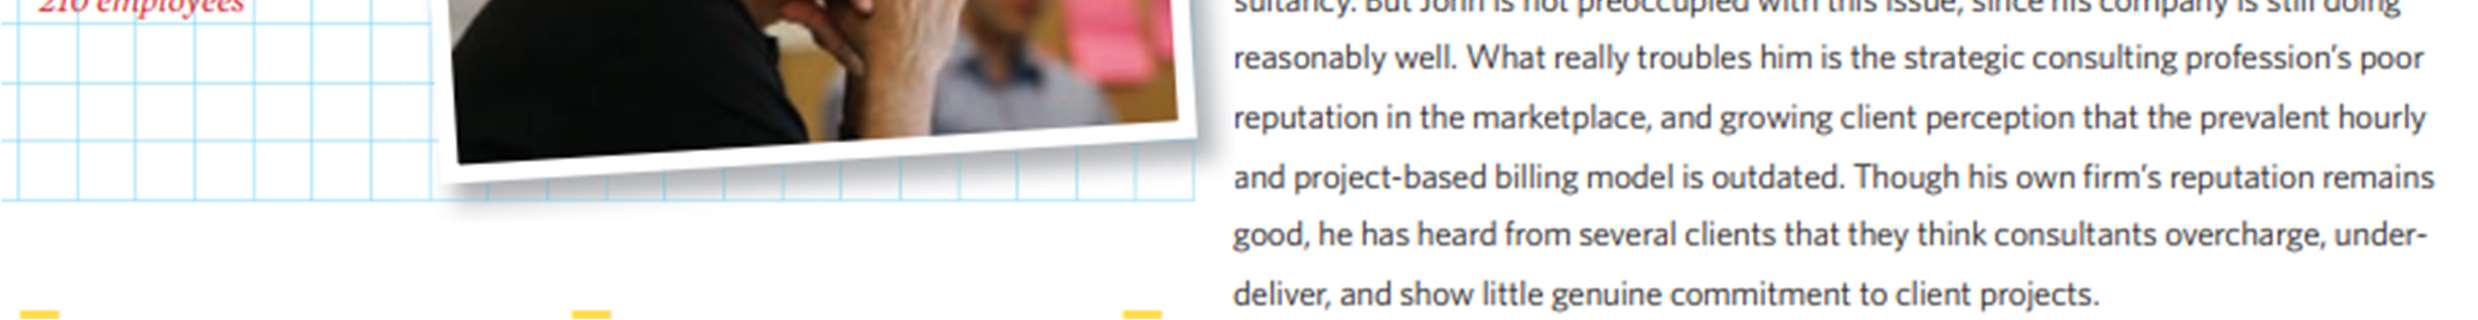 210 employees
sultancy. But John is not preoccupied with this issue, since his company is still doing
reasonably well. What really troubles him is the strategic consulting profession's poor
reputation in the marketplace, and growing client perception that the prevalent hourly
and project-based billing model is outdated. Though his own firm's reputation remains
good, he has heard from several clients that they think consultants overcharge, under-
deliver, and show little genuine commitment to client projects.